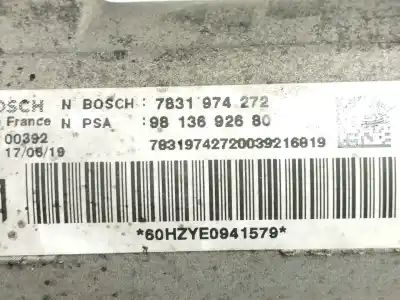 OSCH N BOSCH : 7831 974 272
France N PSA : 98 136 926 80
00392
17/06/19 78319742720039216819
*60HZYE0941579*